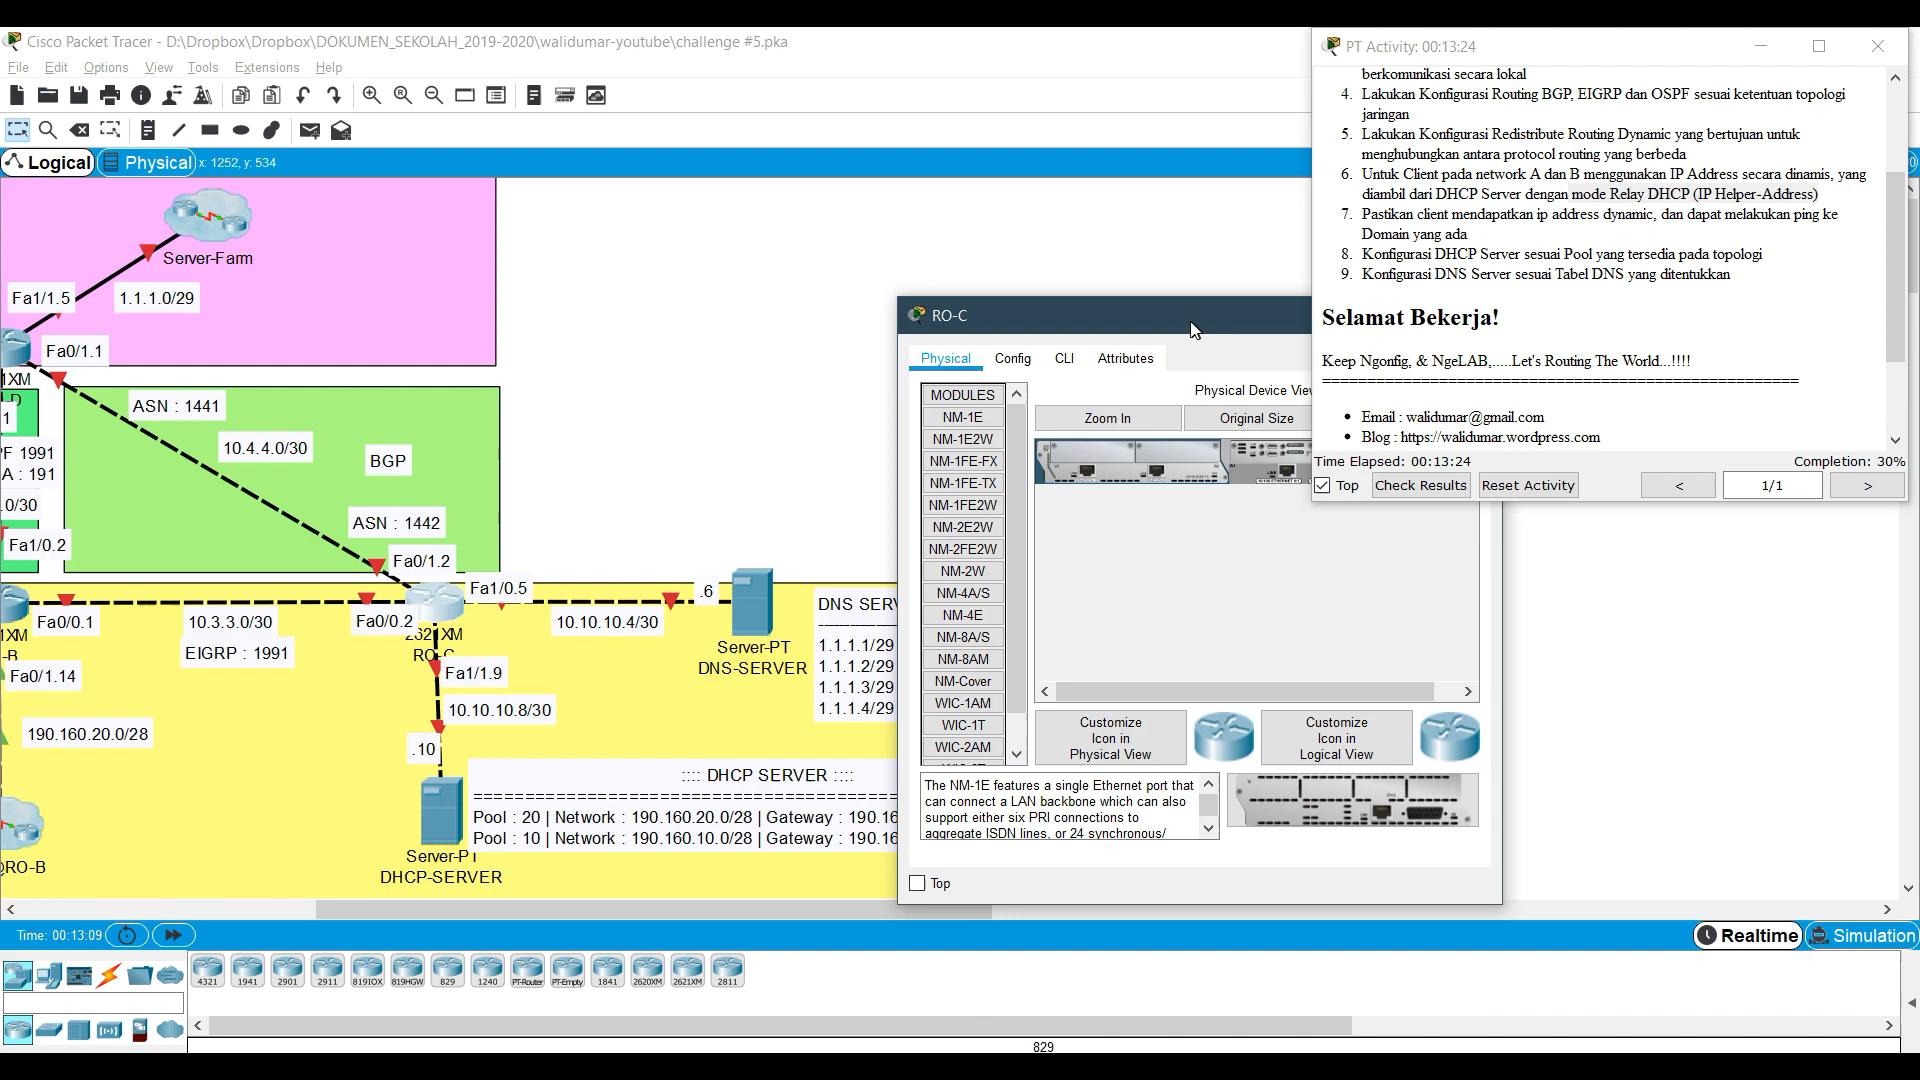 Cisco Packet Tracer - D:\Dropbox\Dropbox\DOKUMEN_SEKOLAH_2019-2020\walidumar-youtube\challenge #5.pka
File Edit Options View Tools Extensions Help
Logical Physical x: 1252, y: 534
Server-Farm
Fa1/1.5
1.1.1.0/29
Fa0/1.1
1XM
D
1
ASN : 1441
10.4.4.0/30
BGP
F 1991
A : 191
.0/30
ASN : 1442
Fa1/0.2
Fa0/1.2
Fa1/0.5
.6
Fa0/0.1
10.3.3.0/30
Fa0/0.2
10.10.10.4/30
1XM
-B
EIGRP : 1991
2621XM
RO-C
Server-PT
DNS-SERVER
DNS SERV
1.1.1.1/29
1.1.1.2/29
1.1.1.3/29
1.1.1.4/29
Fa0/1.14
Fa1/1.9
10.10.10.8/30
190.160.20.0/28
.10
:::: DHCP SERVER ::::
Pool : 20 | Network : 190.160.20.0/28 | Gateway : 190.16
Pool : 10 | Network : 190.160.10.0/28 | Gateway : 190.16
RO-B
Server-PT
DHCP-SERVER
RO-C
Physical Config CLI Attributes
MODULES
NM-1E
NM-1E2W
NM-1FE-FX
NM-1FE-TX
NM-1FE2W
NM-2E2W
NM-2FE2W
NM-2W
NM-4A/S
NM-4E
NM-8A/S
NM-8AM
NM-Cover
WIC-1AM
WIC-1T
WIC-2AM
Physical Device View
Zoom In
Original Size
Customize
Icon in
Physical View
Customize
Icon in
Logical View
The NM-1E features a single Ethernet port that
can connect a LAN backbone which can also
support either six PRI connections to
aggregate ISDN lines, or 24 synchronous/
Top
PT Activity: 00:13:24
berkomunikasi secara lokal
4. Lakukan Konfigurasi Routing BGP, EIGRP dan OSPF sesuai ketentuan topologi
jaringan
5. Lakukan Konfigurasi Redistribute Routing Dynamic yang bertujuan untuk
menghubungkan antara protocol routing yang berbeda
6. Untuk Client pada network A dan B menggunakan IP Address secara dinamis, yang
diambil dari DHCP Server dengan mode Relay DHCP (IP Helper-Address)
7. Pastikan client mendapatkan ip address dynamic, dan dapat melakukan ping ke
Domain yang ada
8. Konfigurasi DHCP Server sesuai Pool yang tersedia pada topologi
9. Konfigurasi DNS Server sesuai Tabel DNS yang ditentukkan
Selamat Bekerja!
Keep Ngonfig, & NgeLAB,.....Let's Routing The World...!!!!
• Email : walidumar@gmail.com
• Blog : https://walidumar.wordpress.com
Time Elapsed: 00:13:24
Completion: 30%
Top Check Results Reset Activity < 1/1 >
Time: 00:13:09
Realtime Simulation
4321 1941 2901 2911 819IOX 819HGW 829 1240 PT-Router PT-Empty 1841 2620XM 2621XM 2811
829